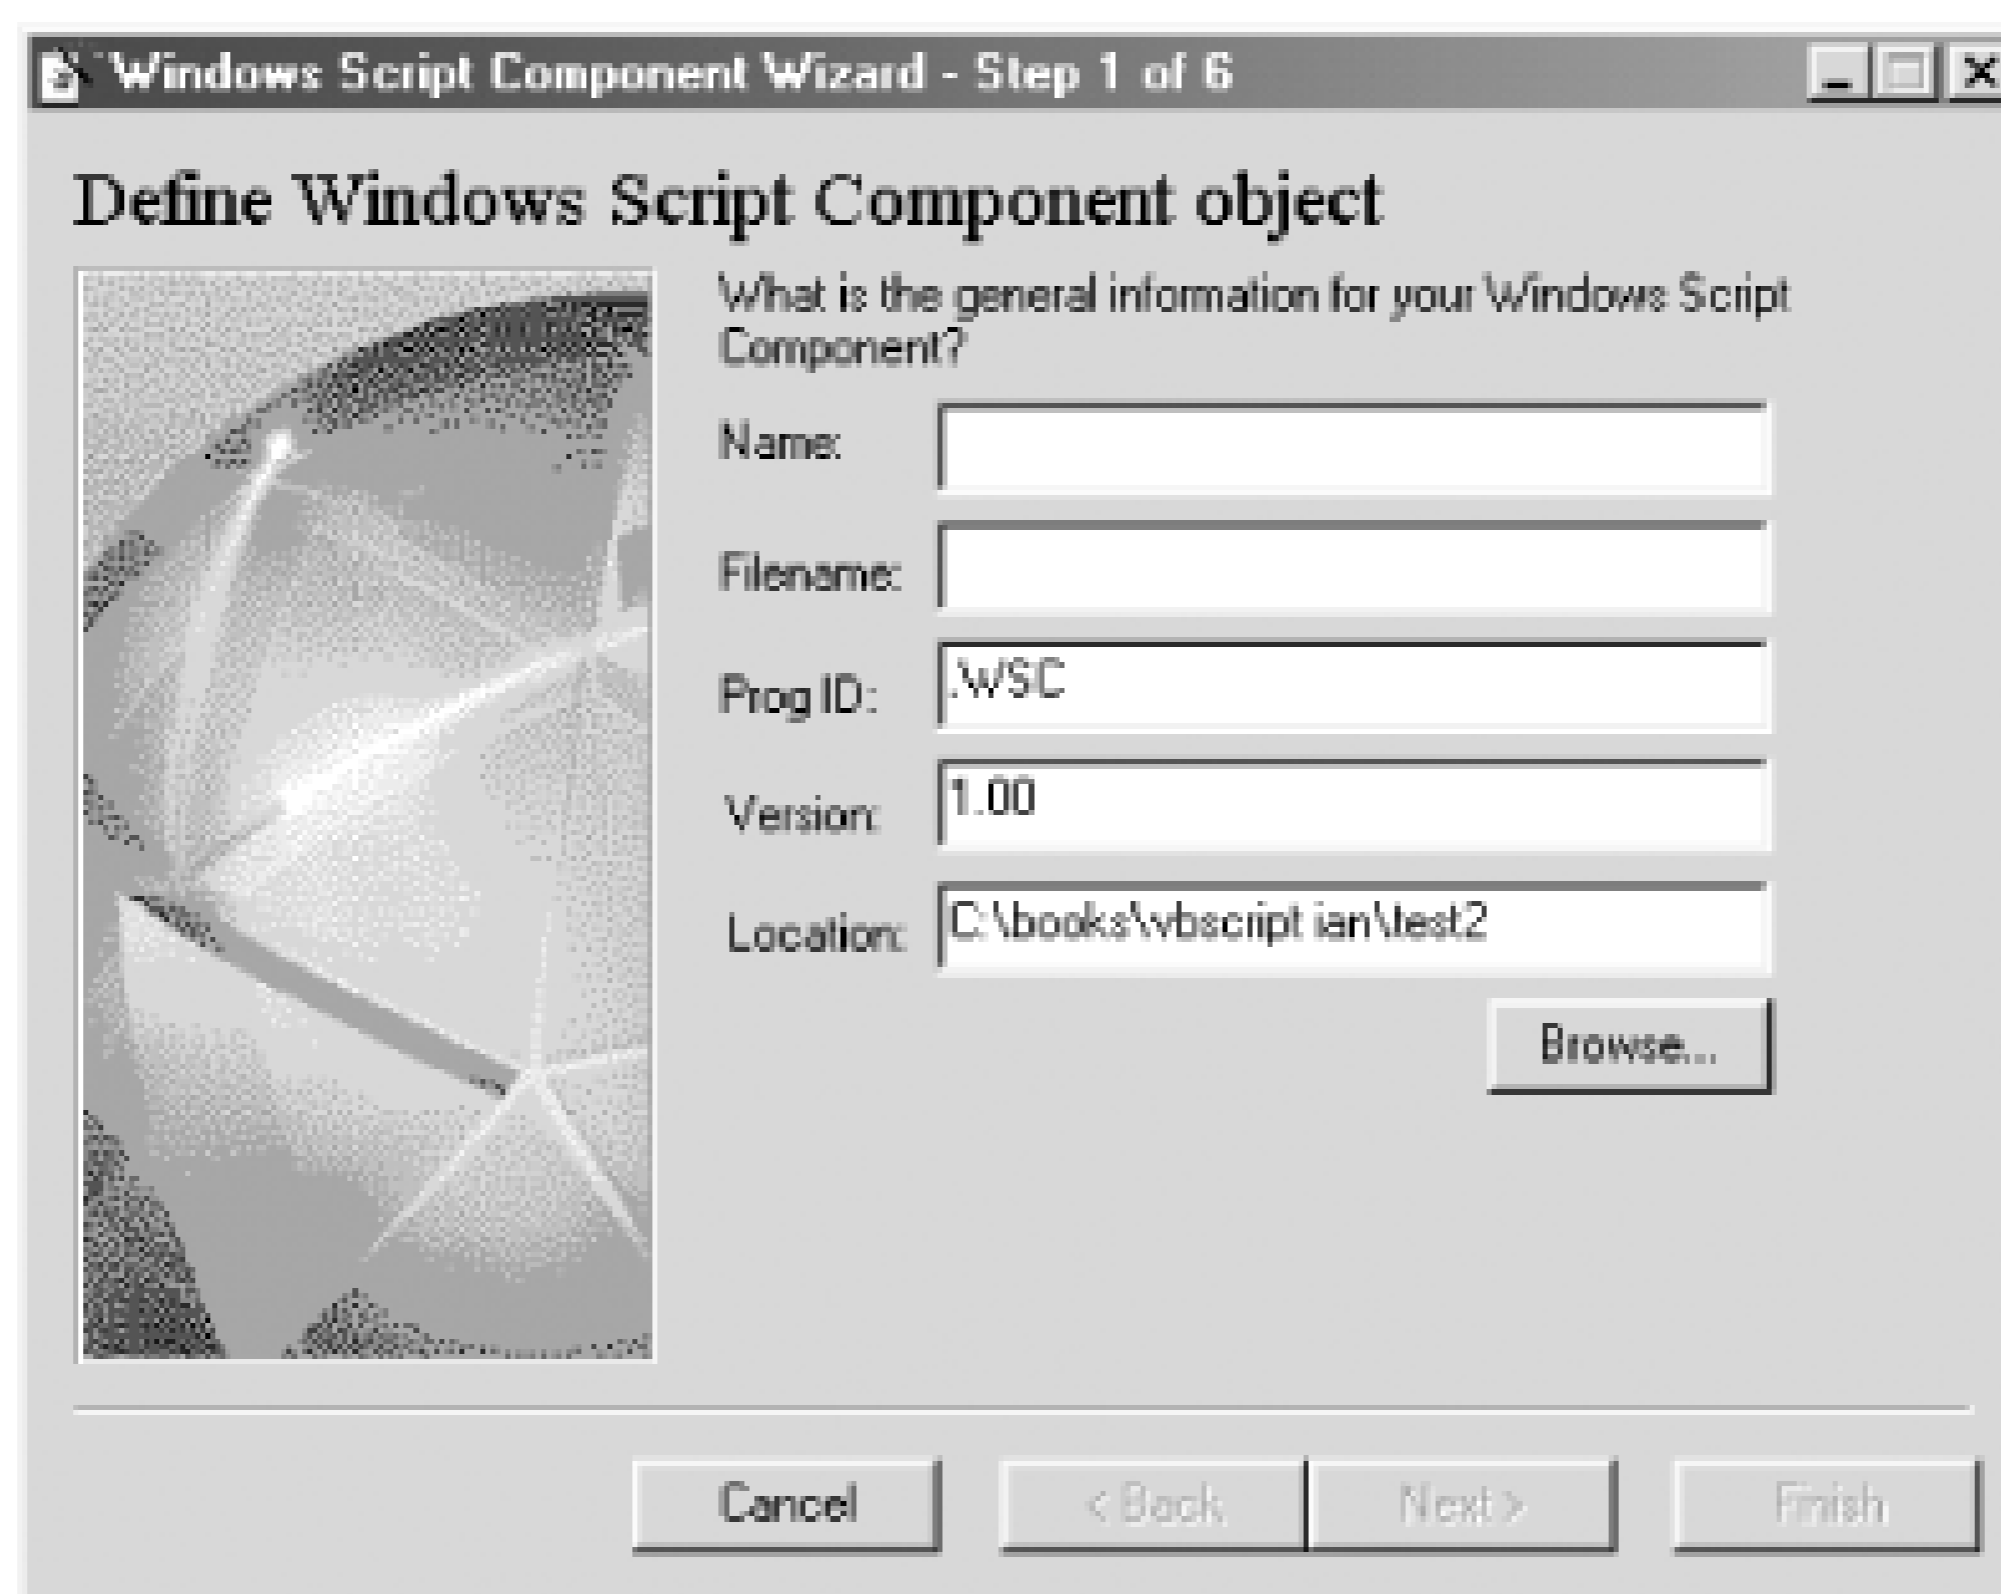 Windows Script Component Wizard - Step 1 of 6
Define Windows Script Component object
What is the general information for your Windows Script
Component?
Name:
Filename:
Prog ID: .WSC
Version: 1.00
Location: C:\books\vbscript ian\test2
Browse...
Cancel < Back Next > Finish